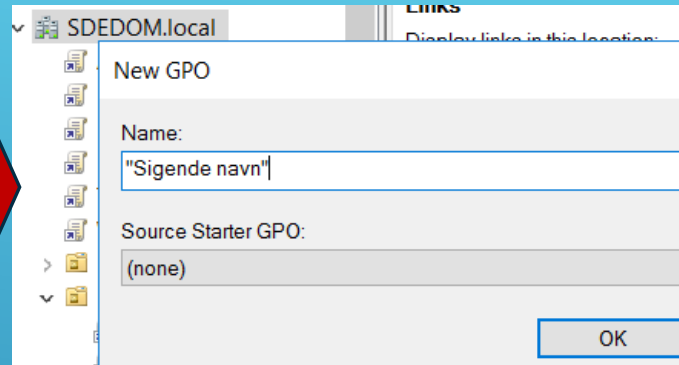 SDEDOM.local
Links
Display links in this location:
New GPO
Name:
"Sigende navn"
Source Starter GPO:
(none)
OK